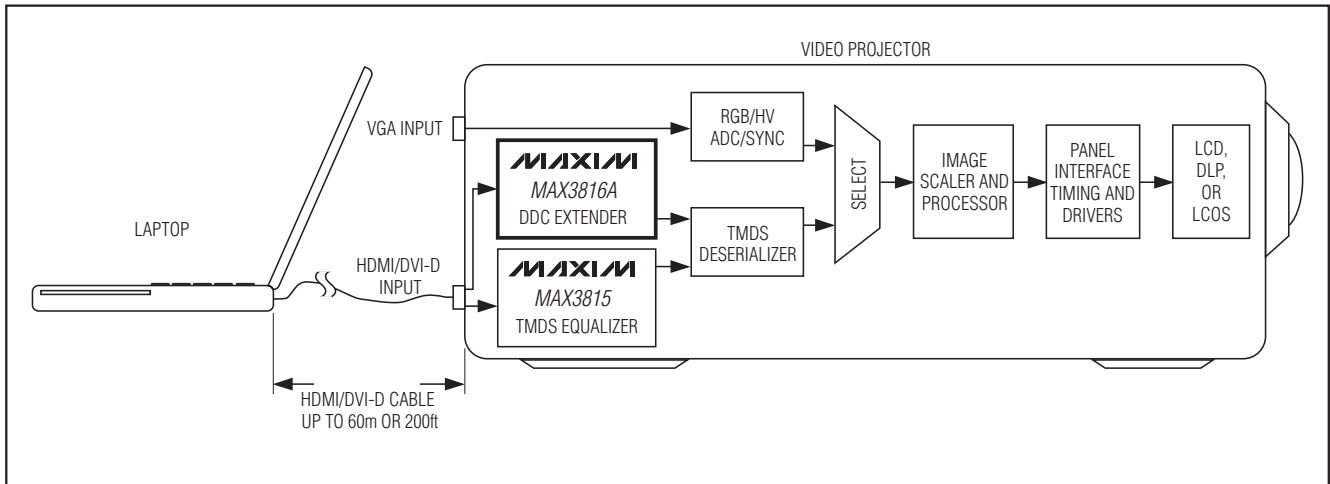 VIDEO PROJECTOR
VGA INPUT
RGB/HV
ADC/SYNC
MAXIM
MAX3816A
DDC EXTENDER
SELECT
IMAGE
SCALER AND
PROCESSOR
PANEL
INTERFACE
TIMING AND
DRIVERS
LCD,
DLP,
OR
LCOS
LAPTOP
HDMI/DVI-D
INPUT
TMDS
DESERIALIZER
MAXIM
MAX3815
TMDS EQUALIZER
HDMI/DVI-D CABLE
UP TO 60m OR 200ft